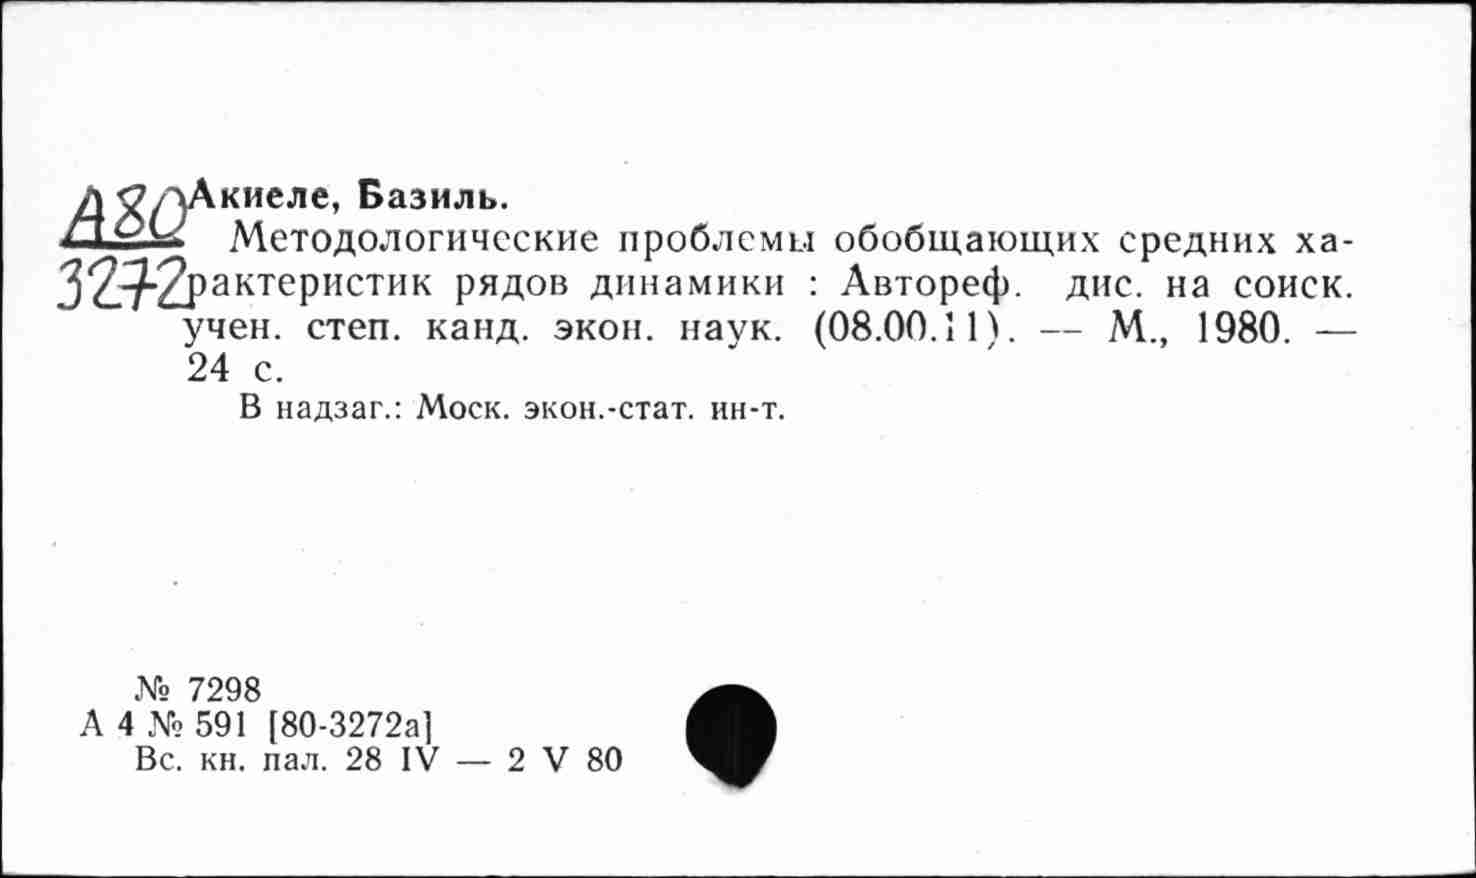 А80 Акиеле, Базиль.
Методологические проблемы обобщающих средних ха-
3272 рактеристик рядов динамики : Автореф. дис. на соиск.
учен. степ. канд. экон. наук. (08.00.11). — М., 1980. —
24 с.
В надзаг.: Моск. экон.-стат. ин-т.
№ 7298
А 4 № 591 [80-3272а]
Вс. кн. пал. 28 IV — 2 V 80